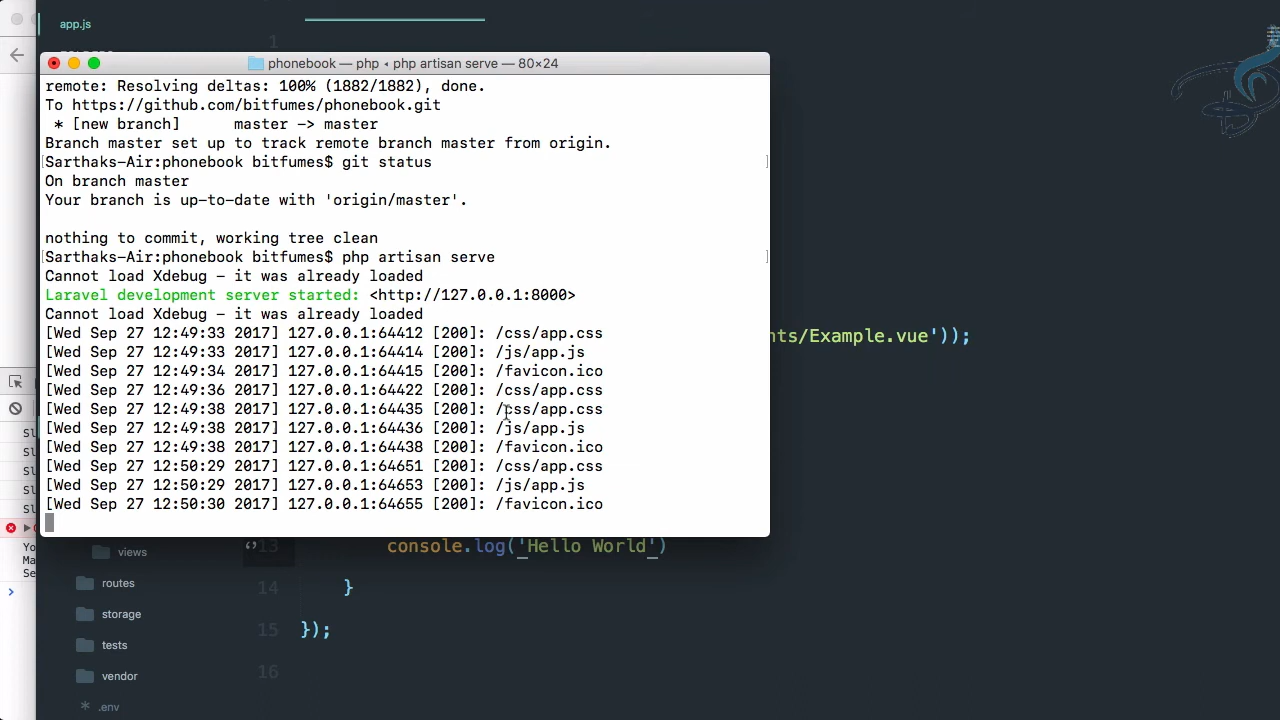 app.js
1
phonebook — php ◂ php artisan serve — 80×24
remote: Resolving deltas: 100% (1882/1882), done.
To https://github.com/bitfumes/phonebook.git
* [new branch]      master -> master
Branch master set up to track remote branch master from origin.
[Sarthaks-Air:phonebook bitfumes$ git status ]
On branch master
Your branch is up-to-date with 'origin/master'.
nothing to commit, working tree clean
[Sarthaks-Air:phonebook bitfumes$ php artisan serve ]
Cannot load Xdebug - it was already loaded
Laravel development server started: <http://127.0.0.1:8000>
Cannot load Xdebug - it was already loaded
[Wed Sep 27 12:49:33 2017] 127.0.0.1:64412 [200]: /css/app.css
[Wed Sep 27 12:49:33 2017] 127.0.0.1:64414 [200]: /js/app.js
[Wed Sep 27 12:49:34 2017] 127.0.0.1:64415 [200]: /favicon.ico
[Wed Sep 27 12:49:36 2017] 127.0.0.1:64422 [200]: /css/app.css
[Wed Sep 27 12:49:38 2017] 127.0.0.1:64435 [200]: /css/app.css
[Wed Sep 27 12:49:38 2017] 127.0.0.1:64436 [200]: /js/app.js
[Wed Sep 27 12:49:38 2017] 127.0.0.1:64438 [200]: /favicon.ico
[Wed Sep 27 12:50:29 2017] 127.0.0.1:64651 [200]: /css/app.css
[Wed Sep 27 12:50:29 2017] 127.0.0.1:64653 [200]: /js/app.js
[Wed Sep 27 12:50:30 2017] 127.0.0.1:64655 [200]: /favicon.ico
nts/Example.vue'));
13 console.log('Hello World')
14 }
15 });
16
views
routes
storage
tests
vendor
* .env
Sl
Sl
Sl
Sl
Sl
Yo
Ma
Se